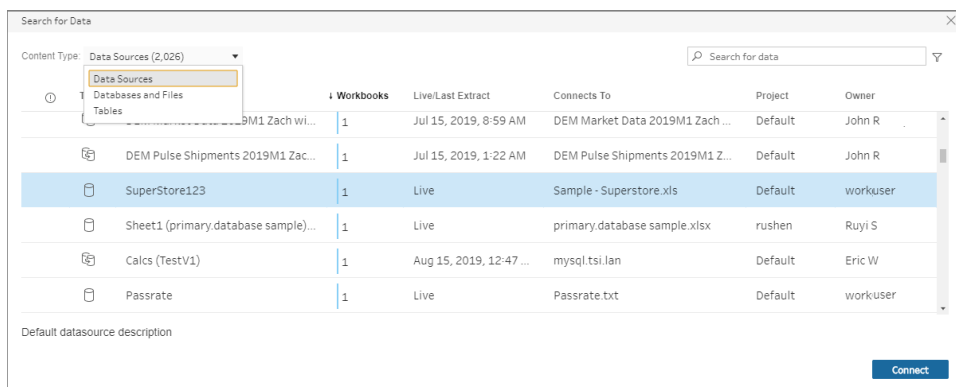 Search for Data
Content Type: Data Sources (2,026)
Search for data
Data Sources
Databases and Files
Tables
↓ Workbooks Live/Last Extract Connects To Project Owner
1 Jul 15, 2019, 8:59 AM DEM Market Data 2019M1 Zach ... Default John R
DEM Pulse Shipments 2019M1 Zac... 1 Jul 15, 2019, 1:22 AM DEM Pulse Shipments 2019M1 Z... Default John R
SuperStore123 1 Live Sample - Superstore.xls Default workuser
Sheet1 (primary.database sample)... 1 Live primary.database sample.xlsx rushen Ruyi S
Calcs (TestV1) 1 Aug 15, 2019, 12:47 ... mysql.tsi.lan Default Eric W
Passrate 1 Live Passrate.txt Default workuser
Default datasource description
Connect